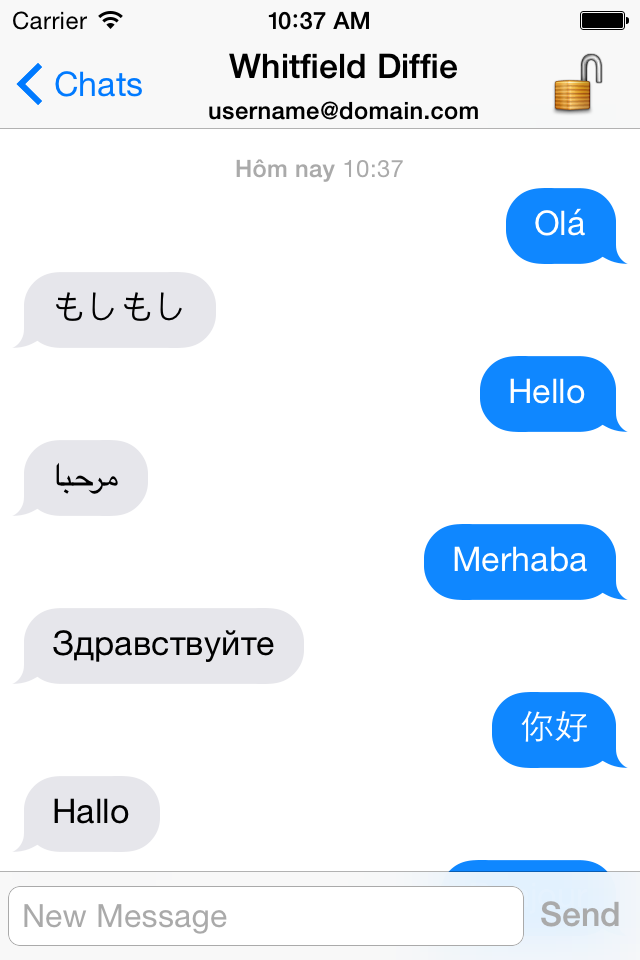 Carrier 10:37 AM
Chats
Whitfield Diffie
username@domain.com
Hôm nay 10:37
Olá
もしもし
Hello
مرحبا
Merhaba
Здравствуйте
你好
Hallo
New Message
Send